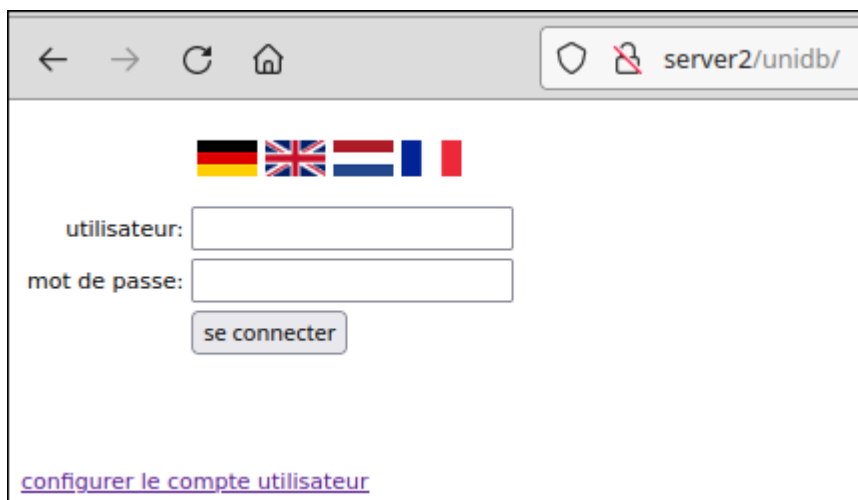 server2/unidb/
utilisateur:
mot de passe:
se connecter
configurer le compte utilisateur